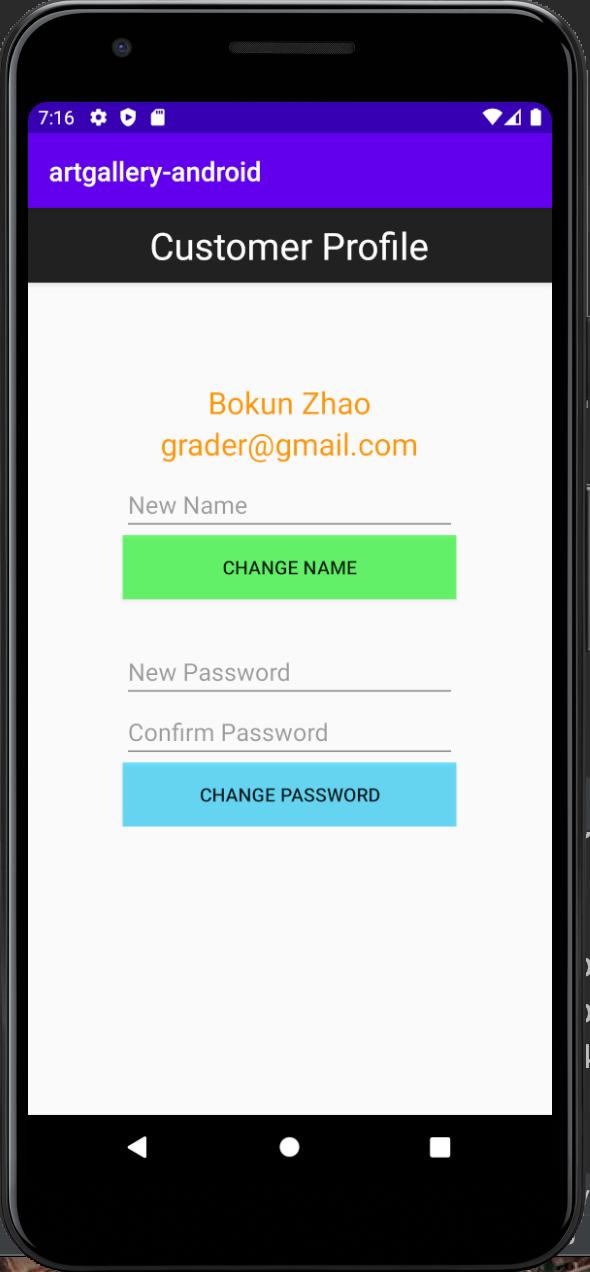 7:16
artgallery-android
Customer Profile
Bokun Zhao
grader@gmail.com
New Name
CHANGE NAME
New Password
Confirm Password
CHANGE PASSWORD